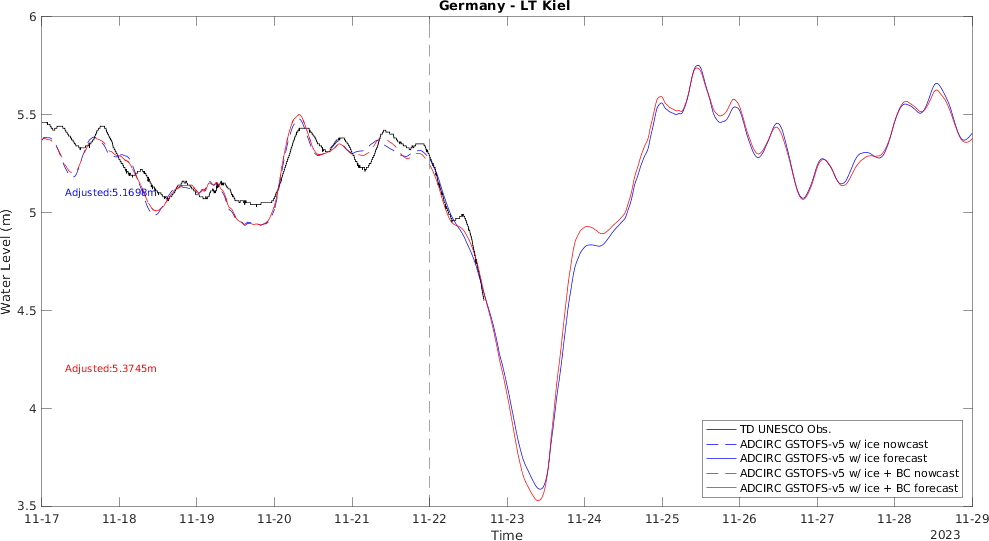 Germany - LT Kiel
6
5.5
5
4.5
4
3.5
Water Level (m)
Adjusted:5.1698m
Adjusted:5.3745m
TD UNESCO Obs.
ADCIRC GSTOFS-v5 w/ ice nowcast
ADCIRC GSTOFS-v5 w/ ice forecast
ADCIRC GSTOFS-v5 w/ ice + BC nowcast
ADCIRC GSTOFS-v5 w/ ice + BC forecast
11-17 11-18 11-19 11-20 11-21 11-22 11-23 11-24 11-25 11-26 11-27 11-28 11-29
Time
2023